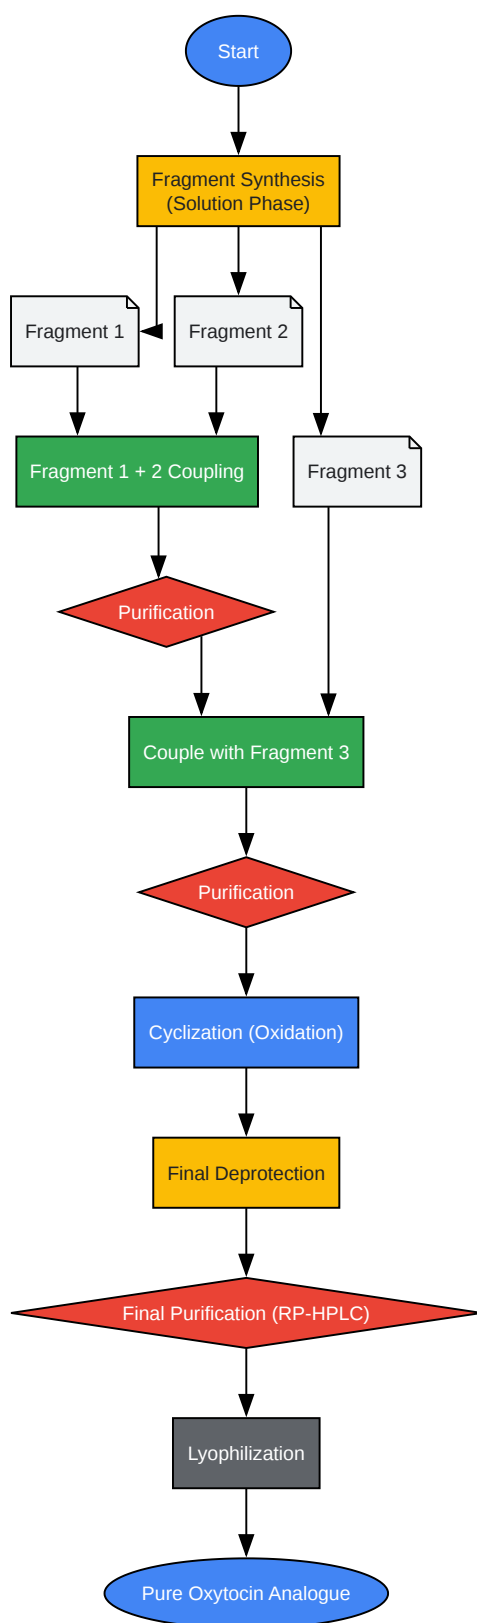 Start
Fragment Synthesis
(Solution Phase)
Fragment 1
Fragment 2
Fragment 1 + 2 Coupling
Fragment 3
Purification
Couple with Fragment 3
Purification
Cyclization (Oxidation)
Final Deprotection
Final Purification (RP-HPLC)
Lyophilization
Pure Oxytocin Analogue